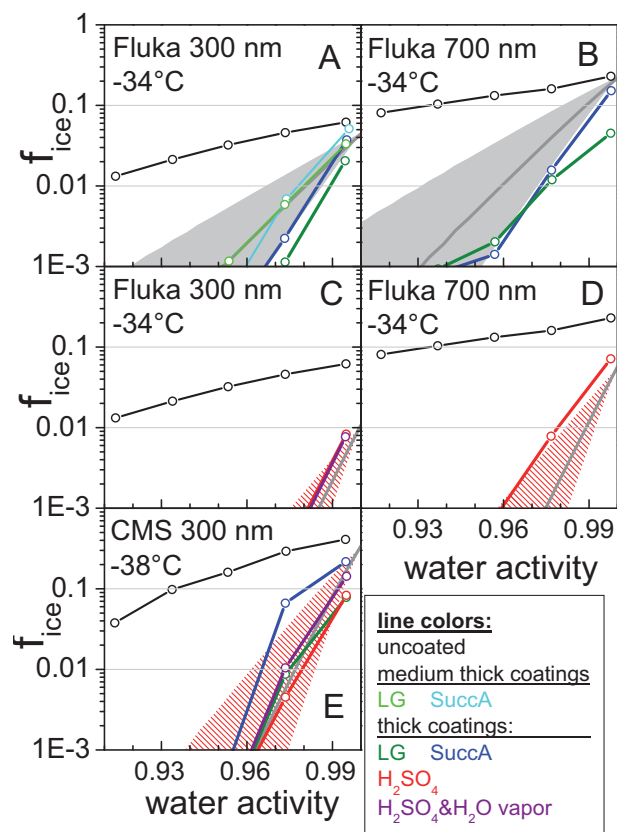 Fluka 300 nm
-34°C
A
Fluka 700 nm
-34°C
B
1
0.1
0.01
1E-3
f_ice
Fluka 300 nm
-34°C
C
Fluka 700 nm
-34°C
D
0.1
0.01
1E-3
f_ice
0.93 0.96 0.99
water activity
CMS 300 nm
-38°C
E
0.1
0.01
1E-3
f_ice
0.93 0.96 0.99
water activity
line colors:
uncoated
medium thick coatings
LG SuccA
thick coatings:
LG SuccA
H₂SO₄
H₂SO₄&H₂O vapor